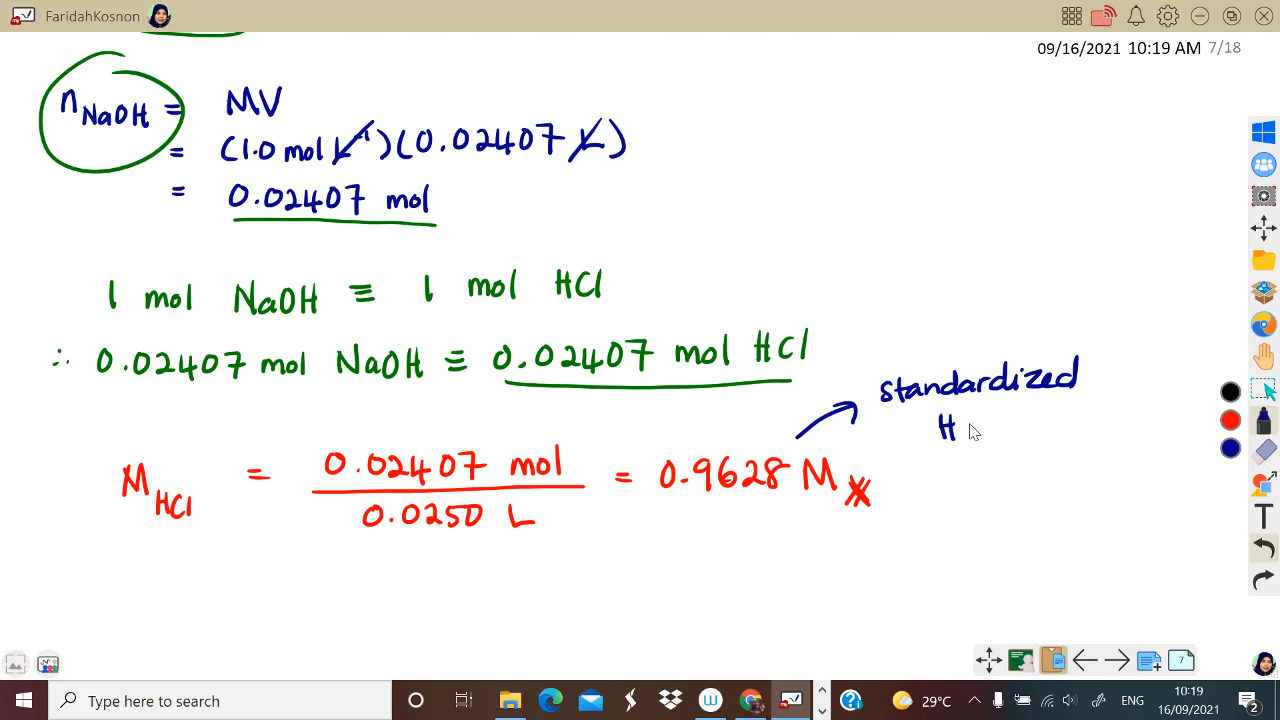 FaridahKosnon
09/16/2021 10:19 AM 7/18
nNaOH = MV
= (1.0 mol L⁻¹)(0.02407 L)
= 0.02407 mol
1 mol NaOH ≡ 1 mol HCl
∴ 0.02407 mol NaOH ≡ 0.02407 mol HCl
standardized
H
MHCl = 0.02407 mol / 0.0250 L = 0.9628 M
T
7
Type here to search
W
29°C
ENG
10:19
16/09/2021
2